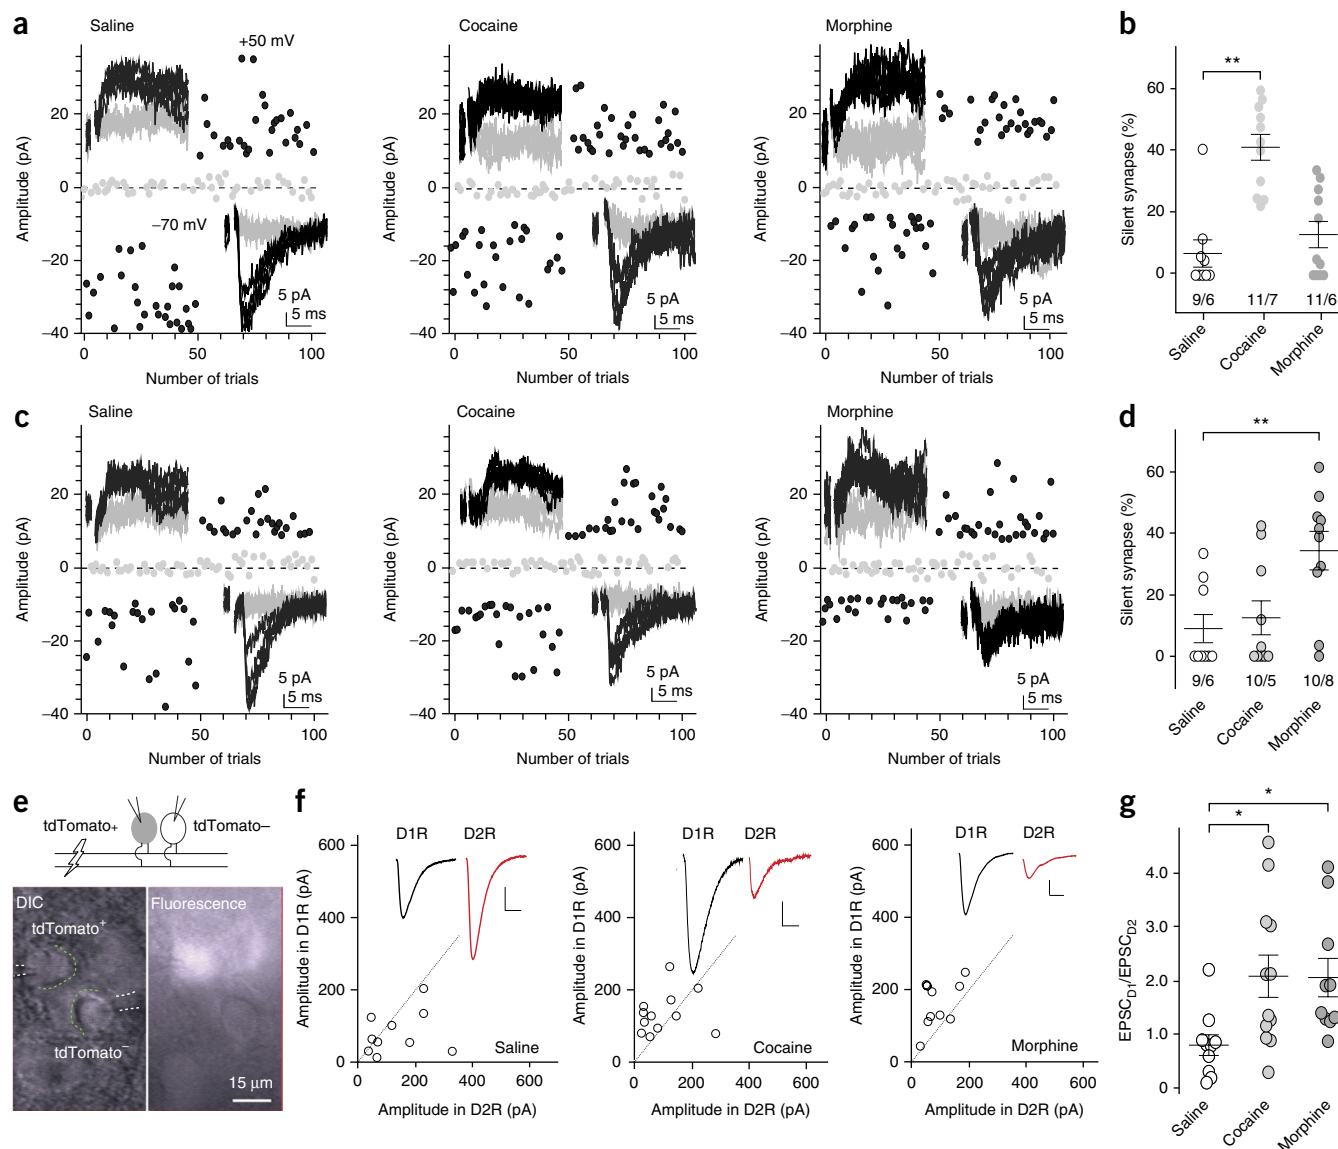 a
Saline
Cocaine
Morphine
b
+50 mV
−70 mV
Amplitude (pA)
20
0
−20
−40
0
50
100
Number of trials
5 pA
5 ms
Amplitude (pA)
20
0
−20
−40
0
50
100
Number of trials
5 pA
5 ms
Amplitude (pA)
20
0
−20
−40
0
50
100
Number of trials
5 pA
5 ms
Silent synapse (%)
60
40
20
0
**
9/6
11/7
11/6
Saline
Cocaine
Morphine
c
Saline
Cocaine
Morphine
d
Amplitude (pA)
20
0
−20
−40
0
50
100
Number of trials
5 pA
5 ms
Amplitude (pA)
20
0
−20
−40
0
50
100
Number of trials
5 pA
5 ms
Amplitude (pA)
20
0
−20
−40
0
50
100
Number of trials
5 pA
5 ms
Silent synapse (%)
60
40
20
0
**
9/6
10/5
10/8
Saline
Cocaine
Morphine
e
tdTomato+
tdTomato−
DIC
Fluorescence
tdTomato+
tdTomato−
15 μm
f
D1R
D2R
Amplitude in D1R (pA)
600
400
200
0
0
200
400
600
Saline
Amplitude in D2R (pA)
D1R
D2R
Amplitude in D1R (pA)
600
400
200
0
0
200
400
600
Cocaine
Amplitude in D2R (pA)
D1R
D2R
Amplitude in D1R (pA)
600
400
200
0
0
200
400
600
Morphine
Amplitude in D2R (pA)
g
EPSCD1/EPSCD2
4.0
3.0
2.0
1.0
0
*
*
Saline
Cocaine
Morphine